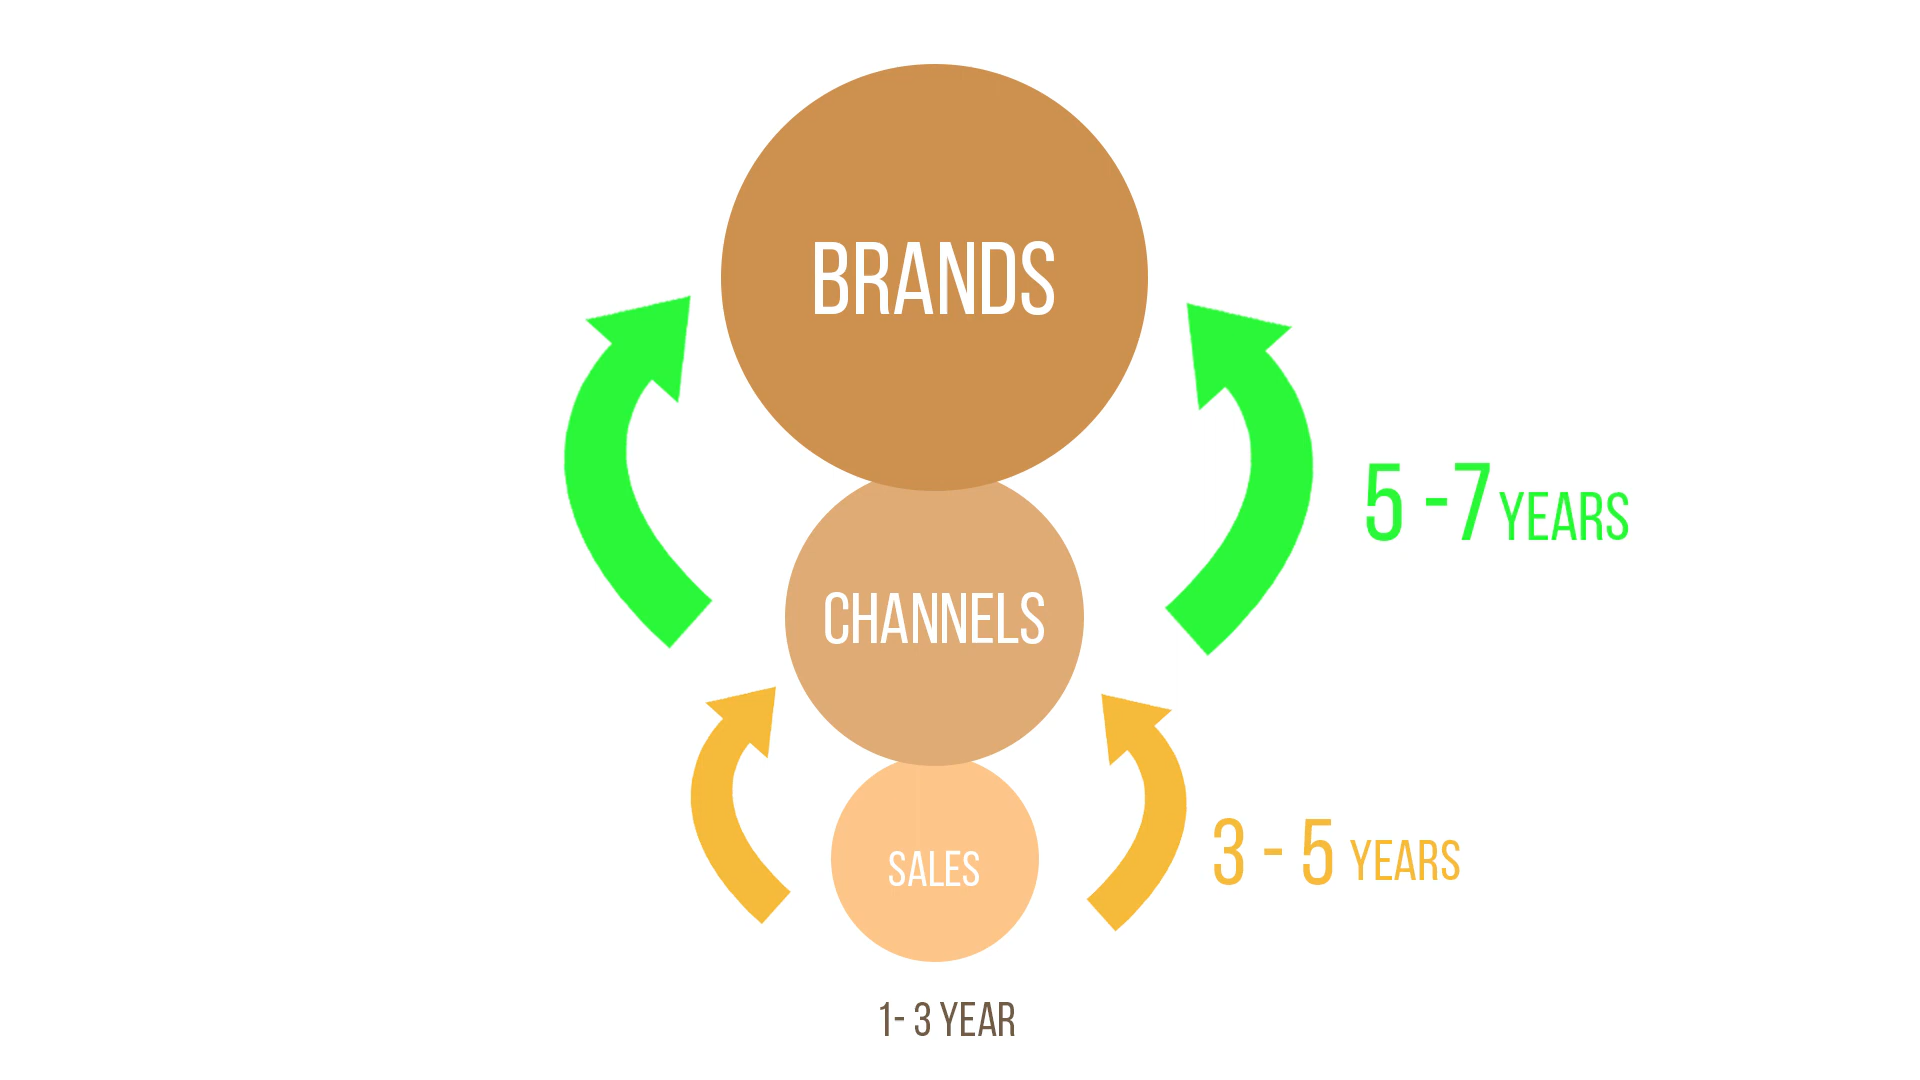 BRANDS
5 -7 YEARS
CHANNELS
3 - 5 YEARS
SALES
1- 3 YEAR